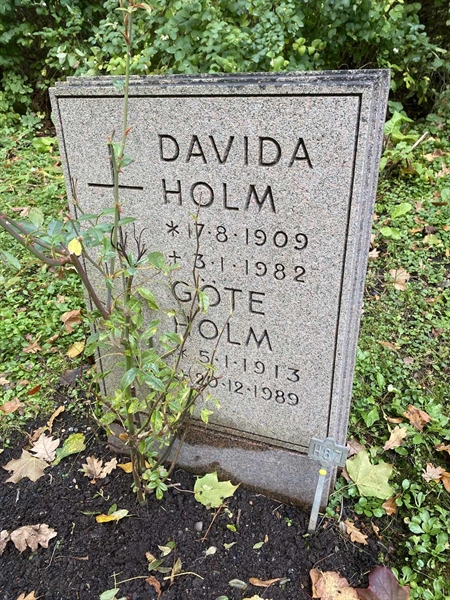 DAVIDA
HOLM
*17-8-1909
† 3-1-1982
GÖTE
HOLM
* 5-1-1913
20-12-1989